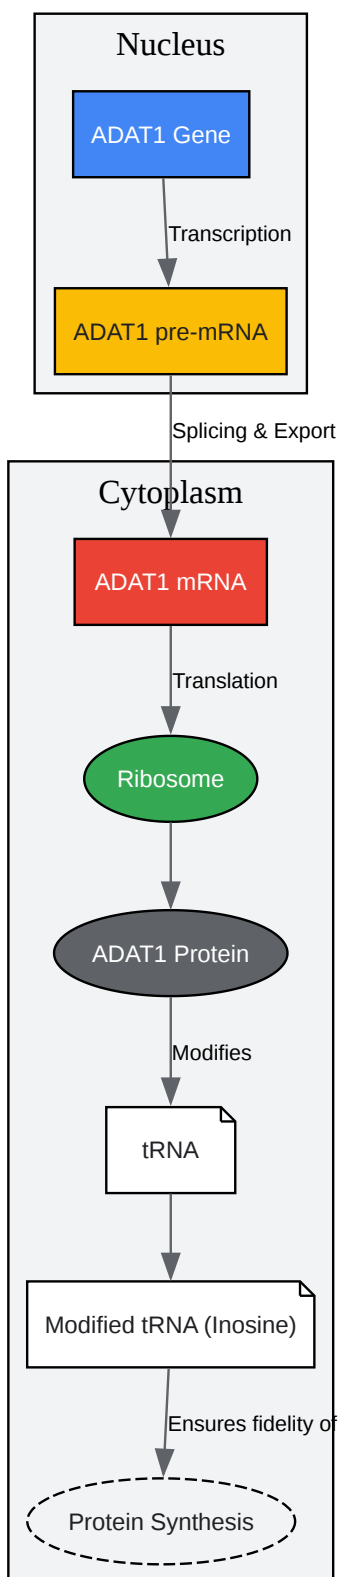 Nucleus
ADAT1 Gene
Transcription
ADAT1 pre-mRNA
Splicing & Export
Cytoplasm
ADAT1 mRNA
Translation
Ribosome
ADAT1 Protein
Modifies
tRNA
Modified tRNA (Inosine)
Ensures fidelity of
Protein Synthesis